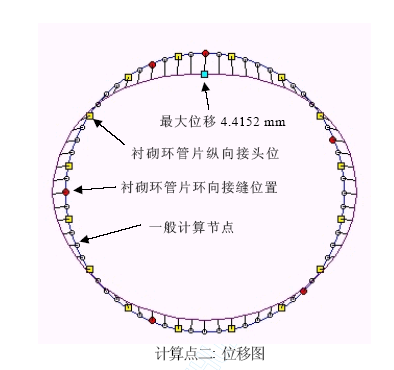 最大位移 4.4152 mm
衬砌环管片纵向接头位
衬砌环管片环向接缝位置
一般计算节点
计算点二: 位移图